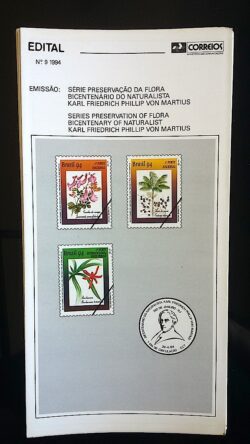 EDITAL
CORREIOS
Nº 9 1994
EMISSÃO: SÉRIE PRESERVAÇÃO DA FLORA
BICENTENÁRIO DO NATURALISTA
KARL FRIEDRICH PHILLIP VON MARTIUS
SERIES PRESERVATION OF FLORA
BICENTENARY OF NATURALIST
KARL FRIEDRICH PHILLIP VON MARTIUS
Brasil 94
Brasil 94
Brasil 94